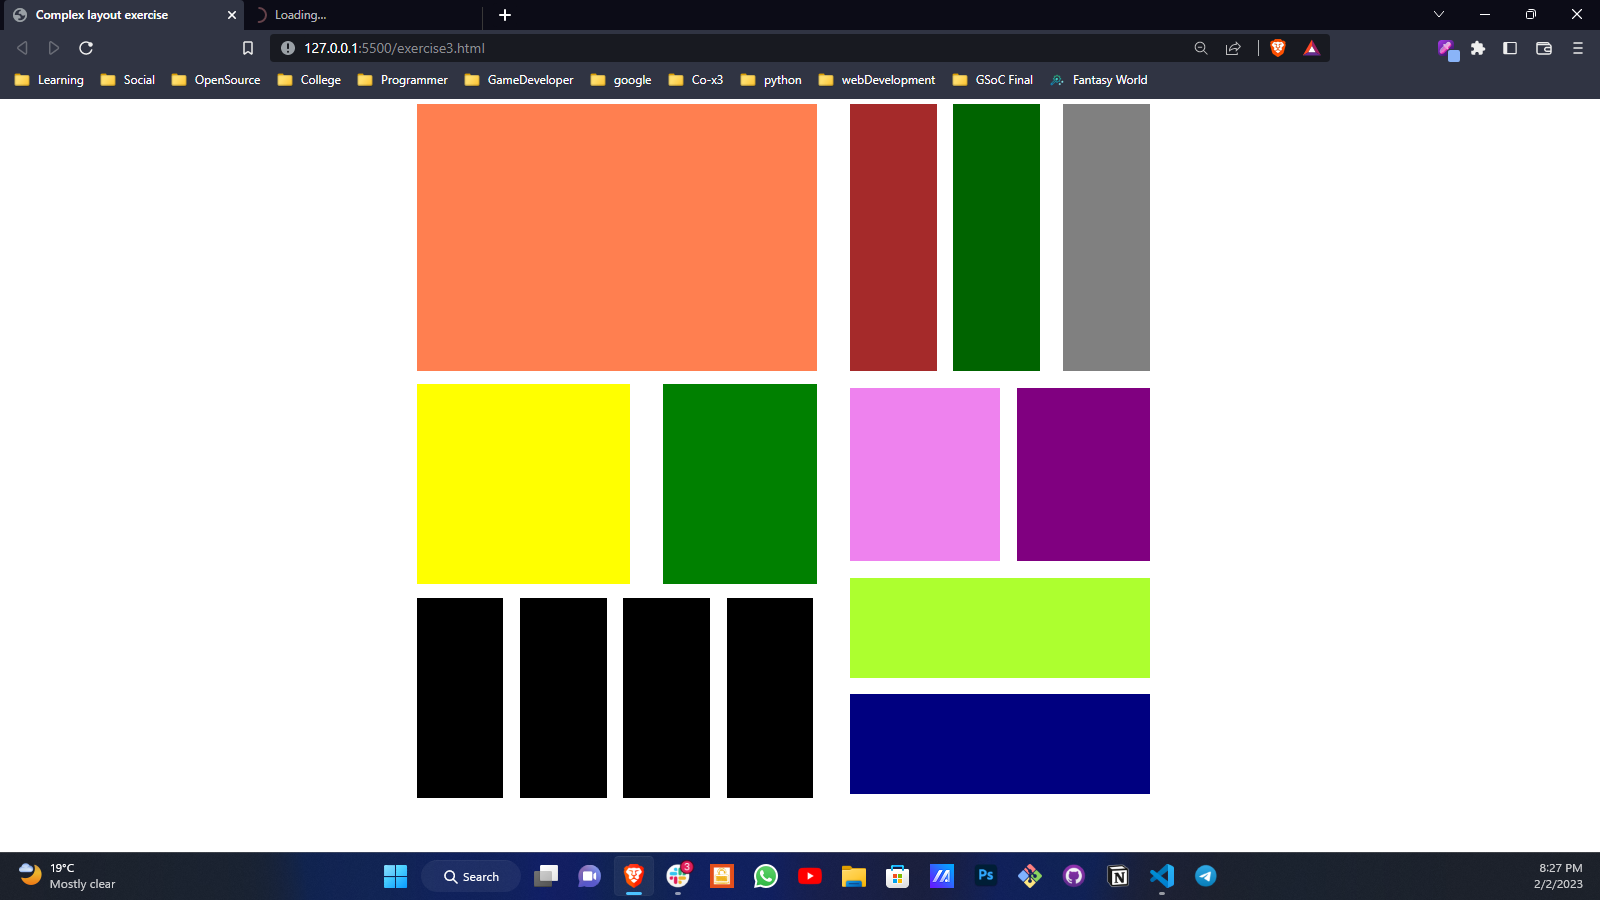 Complex layout exercise
Loading...
127.0.0.1:5500/exercise3.html
Learning Social OpenSource College Programmer GameDeveloper google Co-x3 python webDevelopment GSoC Final Fantasy World
19°C
Mostly clear
Search
3
Ps
N
8:27 PM
2/2/2023